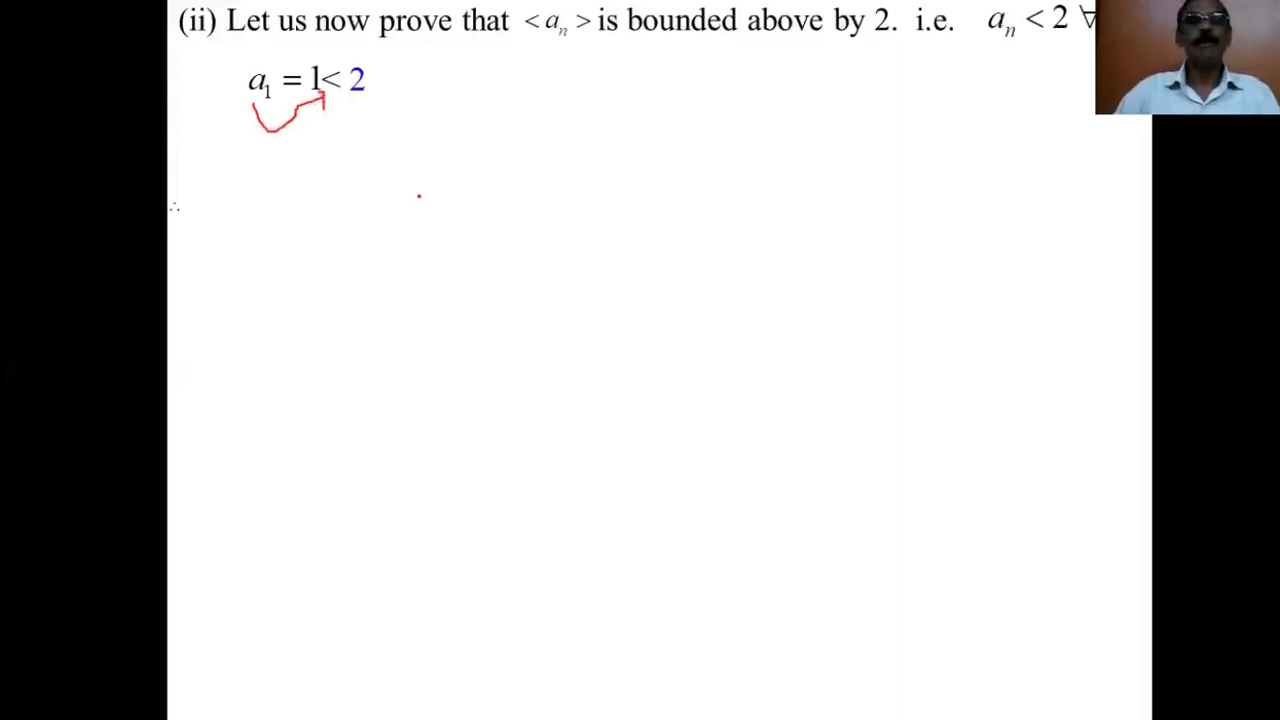 (ii) Let us now prove that < aₙ > is bounded above by 2. i.e. aₙ < 2 ∀
a₁ = 1< 2
∴